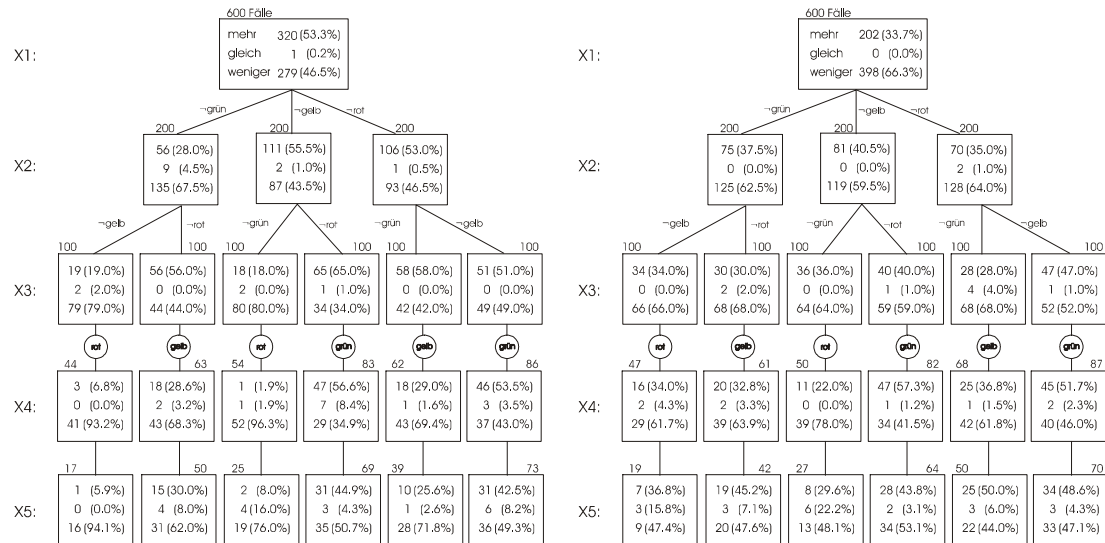 600 Fälle
600 Fälle
X1:
mehr 320 (53.3%)
gleich 1 (0.2%)
weniger 279 (46.5%)
X1:
mehr 202 (33.7%)
gleich 0 (0.0%)
weniger 398 (66.3%)
¬grün ¬gelb ¬rot
¬grün ¬gelb ¬rot
200 200 200
200 200 200
X2:
56 (28.0%) 111 (55.5%) 106 (53.0%)
9 (4.5%) 2 (1.0%) 1 (0.5%)
135 (67.5%) 87 (43.5%) 93 (46.5%)
X2:
75 (37.5%) 81 (40.5%) 70 (35.0%)
0 (0.0%) 0 (0.0%) 2 (1.0%)
125 (62.5%) 119 (59.5%) 128 (64.0%)
¬gelb ¬rot ¬grün ¬rot ¬grün ¬gelb
¬gelb ¬rot ¬grün ¬rot ¬grün ¬gelb
100 100 100 100 100 100
100 100 100 100 100 100
X3:
19 (19.0%) 56 (56.0%) 18 (18.0%) 65 (65.0%) 58 (58.0%) 51 (51.0%)
2 (2.0%) 0 (0.0%) 2 (0.0%) 1 (1.0%) 0 (0.0%) 0 (0.0%)
79 (79.0%) 44 (44.0%) 80 (80.0%) 34 (34.0%) 42 (42.0%) 49 (49.0%)
X3:
34 (34.0%) 30 (30.0%) 36 (36.0%) 40 (40.0%) 28 (28.0%) 47 (47.0%)
0 (0.0%) 2 (2.0%) 0 (0.0%) 1 (1.0%) 4 (4.0%) 1 (1.0%)
66 (66.0%) 68 (68.0%) 64 (64.0%) 59 (59.0%) 68 (68.0%) 52 (52.0%)
rot gelb rot grün gelb grün
rot gelb rot grün gelb grün
44 63 54 83 62 86
47 61 50 82 68 87
X4:
3 (6.8%) 18 (28.6%) 1 (1.9%) 47 (56.6%) 18 (29.0%) 46 (53.5%)
0 (0.0%) 2 (3.2%) 1 (1.9%) 7 (8.4%) 1 (1.6%) 3 (3.5%)
41 (93.2%) 43 (68.3%) 52 (96.3%) 29 (34.9%) 43 (69.4%) 37 (43.0%)
X4:
16 (34.0%) 20 (32.8%) 11 (22.0%) 47 (57.3%) 25 (36.8%) 45 (51.7%)
2 (4.3%) 2 (3.3%) 0 (0.0%) 1 (1.2%) 1 (1.5%) 2 (2.3%)
29 (61.7%) 39 (63.9%) 39 (78.0%) 34 (41.5%) 42 (61.8%) 40 (46.0%)
17 50 25 69 39 73
19 42 27 64 50 70
X5:
1 (5.9%) 15 (30.0%) 2 (8.0%) 31 (44.9%) 10 (25.6%) 31 (42.5%)
0 (0.0%) 4 (8.0%) 4 (16.0%) 3 (4.3%) 1 (2.6%) 6 (8.2%)
16 (94.1%) 31 (62.0%) 19 (76.0%) 35 (50.7%) 28 (71.8%) 36 (49.3%)
X5:
7 (36.8%) 19 (45.2%) 8 (29.6%) 28 (43.8%) 25 (50.0%) 34 (48.6%)
3 (15.8%) 3 (7.1%) 6 (22.2%) 2 (3.1%) 3 (6.0%) 3 (4.3%)
9 (47.4%) 20 (47.6%) 13 (48.1%) 34 (53.1%) 22 (44.0%) 33 (47.1%)